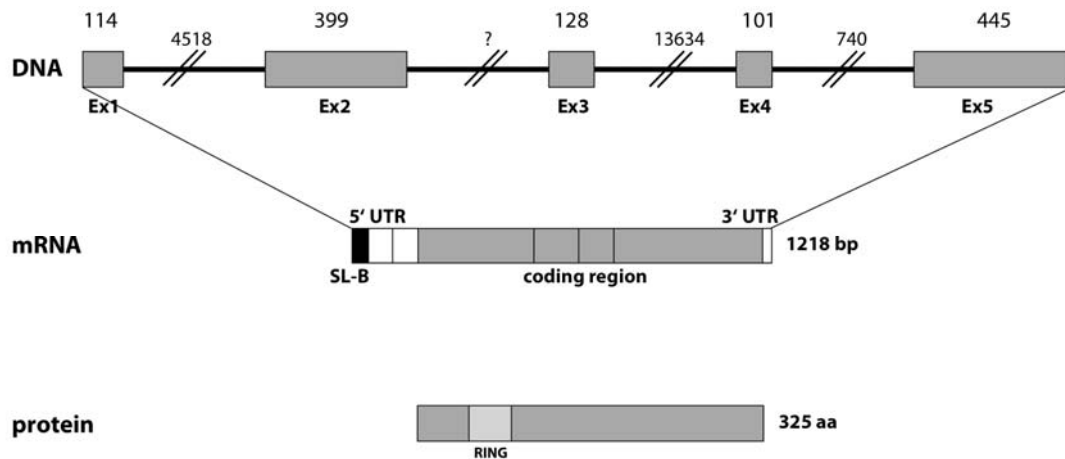 114 399 128 101 445
4518 ? 13634 740
DNA
Ex1 Ex2 Ex3 Ex4 Ex5
5' UTR 3' UTR
mRNA 1218 bp
SL-B coding region
protein 325 aa
RING